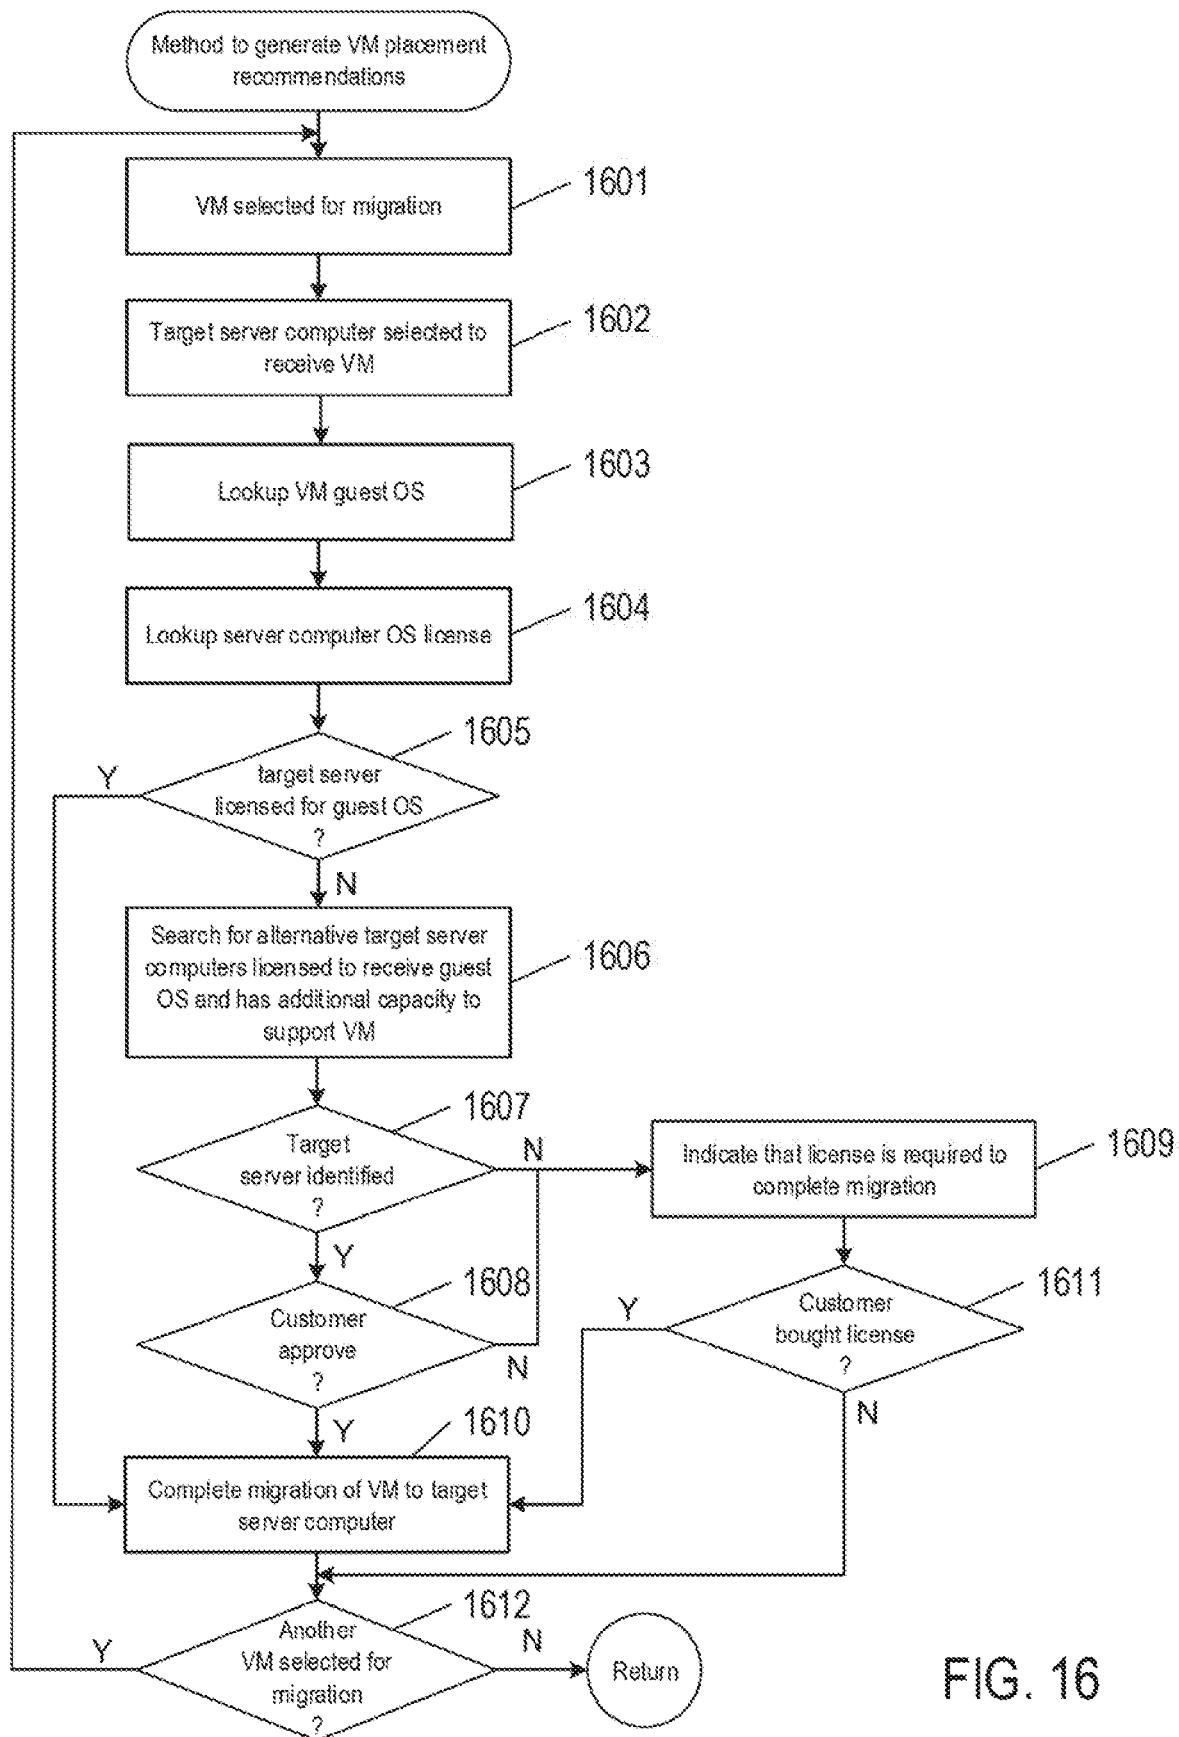 Method to generate VM placement
recommendations
VM selected for migration
1601
Target server computer selected to
receive VM
1602
Lookup VM guest OS
1603
Lookup server computer OS license
1604
1605
Y
target server
licensed for guest OS
?
N
Search for alternative target server
computers licensed to receive guest
OS and has additional capacity to
support VM
1606
1607
Target
server identified
?
N
Y
Indicate that license is required to
complete migration
1609
1608
Customer
approve
?
N
Y
1611
Customer
bought license
?
Y
N
1610
Complete migration of VM to target
server computer
1612
Another
VM selected for
migration
?
Y
N
Return
FIG. 16